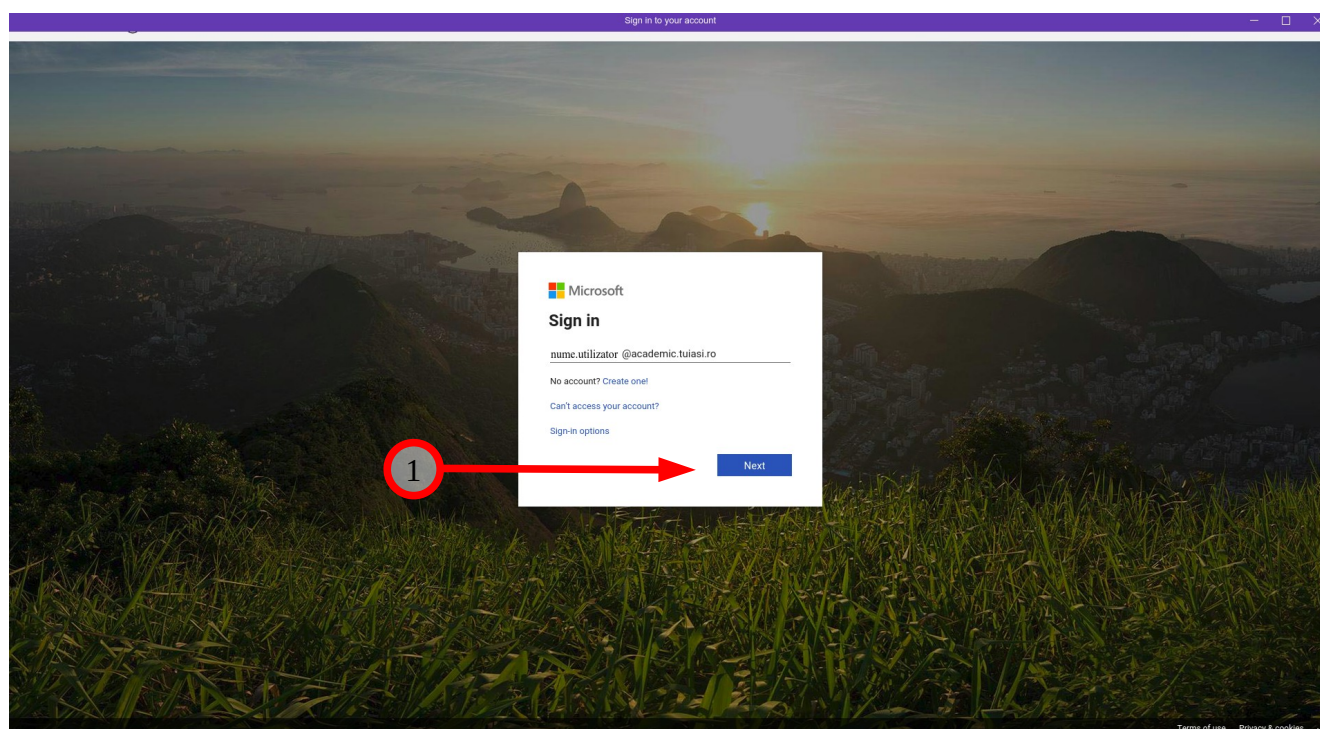 Sign in to your account
Microsoft
Sign in
nume.utilizator @academic.tuiasi.ro
No account? Create one!
Can't access your account?
Sign-in options
1
Next
Terms of use Privacy & cookies